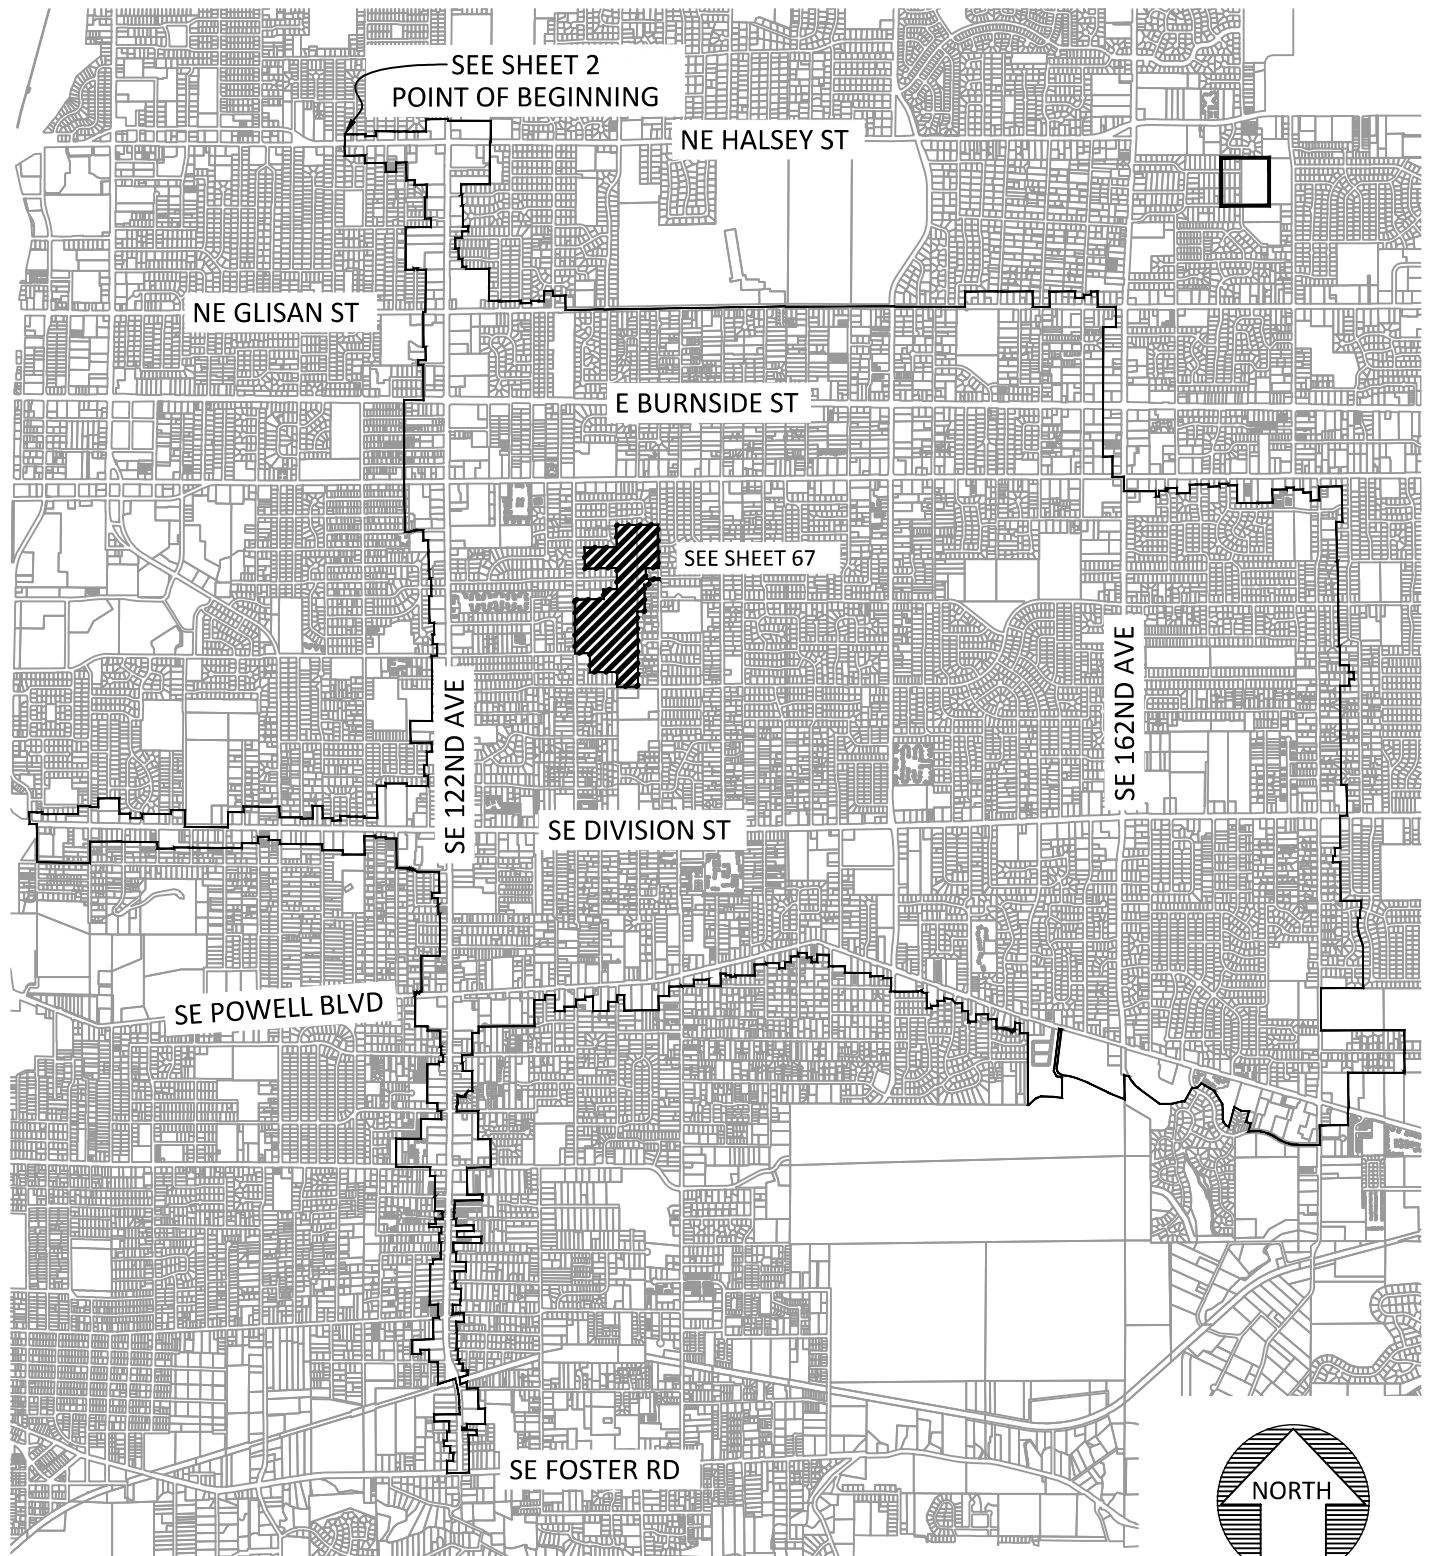 SEE SHEET 2
POINT OF BEGINNING
NE HALSEY ST
NE GLISAN ST
E BURNSIDE ST
SEE SHEET 67
SE 162ND AVE
SE 122ND AVE
SE DIVISION ST
SE POWELL BLVD
SE FOSTER RD
NORTH